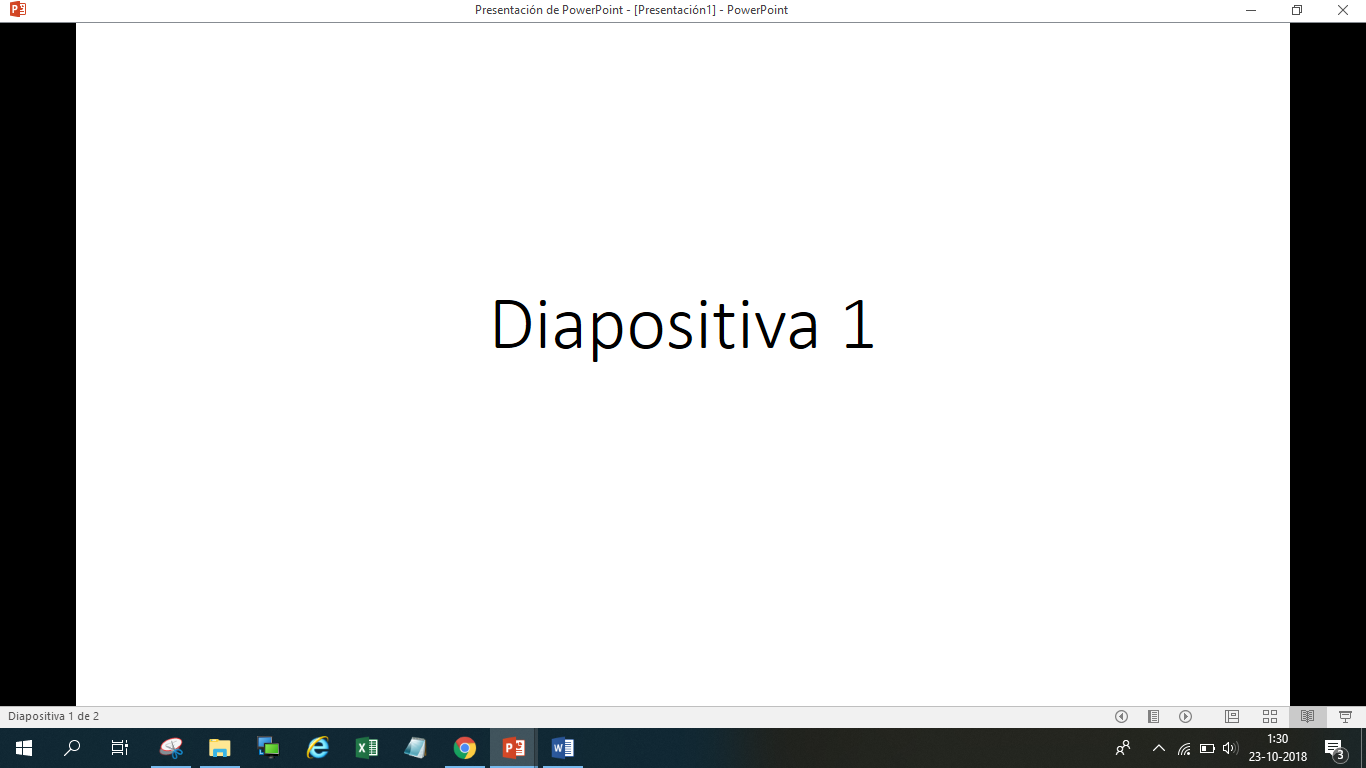 Presentación de PowerPoint - [Presentación1] - PowerPoint
Diapositiva 1
Diapositiva 1 de 2
1:30
23-10-2018
3